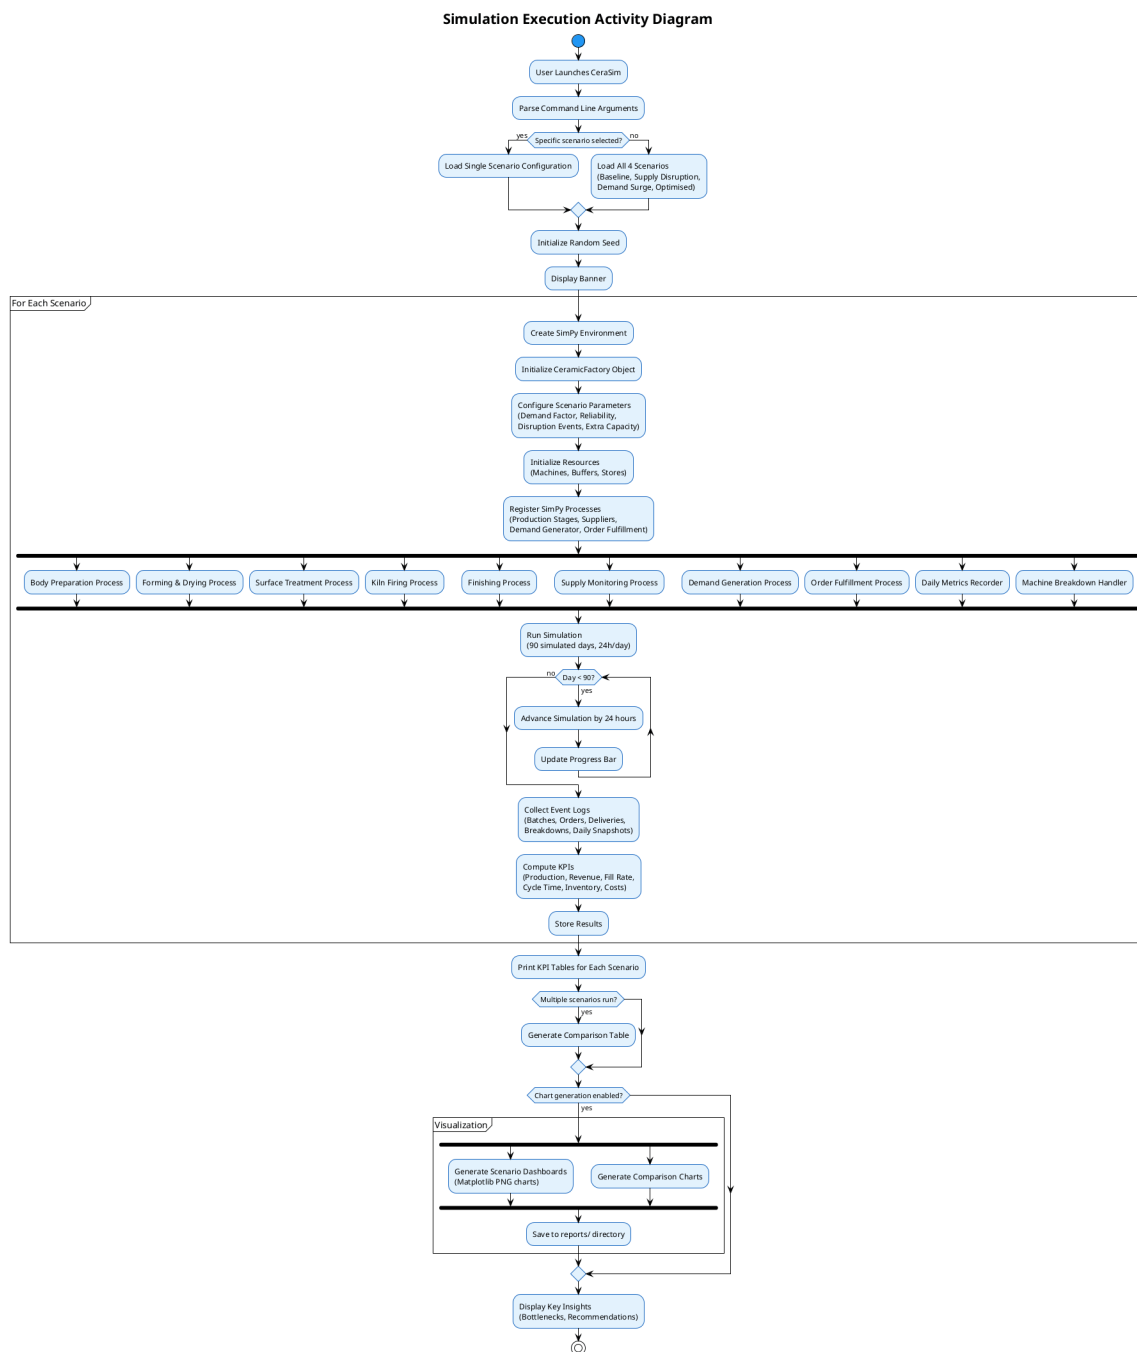 Simulation Execution Activity Diagram
User Launches CeraSim
Parse Command Line Arguments
yes
Specific scenario selected?
no
Load Single Scenario Configuration
Load All 4 Scenarios
(Baseline, Supply Disruption,
Demand Surge, Optimised)
Initialize Random Seed
Display Banner
For Each Scenario
Create SimPy Environment
Initialize CeramicFactory Object
Configure Scenario Parameters
(Demand Factor, Reliability,
Disruption Events, Extra Capacity)
Initialize Resources
(Machines, Buffers, Stores)
Register SimPy Processes
(Production Stages, Suppliers,
Demand Generator, Order Fulfillment)
Body Preparation Process
Forming & Drying Process
Surface Treatment Process
Kiln Firing Process
Finishing Process
Supply Monitoring Process
Demand Generation Process
Order Fulfillment Process
Daily Metrics Recorder
Machine Breakdown Handler
Run Simulation
(90 simulated days, 24h/day)
no
Day < 90?
yes
Advance Simulation by 24 hours
Update Progress Bar
Collect Event Logs
(Batches, Orders, Deliveries,
Breakdowns, Daily Snapshots)
Compute KPIs
(Production, Revenue, Fill Rate,
Cycle Time, Inventory, Costs)
Store Results
Print KPI Tables for Each Scenario
Multiple scenarios run?
yes
Generate Comparison Table
Chart generation enabled?
yes
Visualization
Generate Scenario Dashboards
(Matplotlib PNG charts)
Generate Comparison Charts
Save to reports/ directory
Display Key Insights
(Bottlenecks, Recommendations)